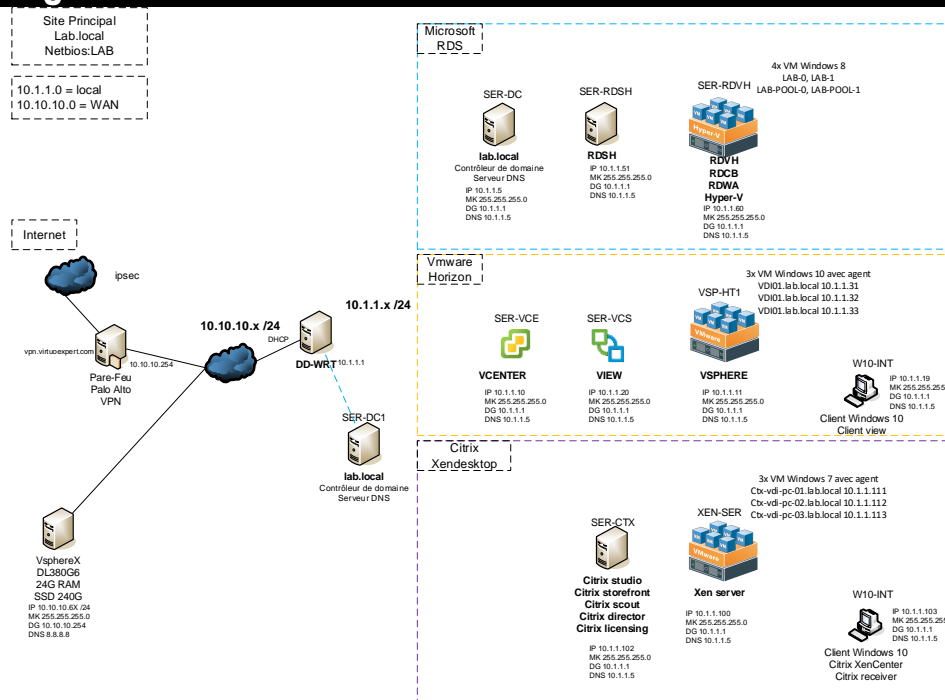 Site Principal
Lab.local
Netbios:LAB
10.1.1.0 = local
10.10.10.0 = WAN
Internet
ipsec
vpn.virtuoexpert.com
10.10.10.254
Pare-Feu
Palo Alto
VPN
10.10.10.x /24
DHCP
10.1.1.x /24
DD-WRT
10.1.1.1
SER-DC1
lab.local
Contrôleur de domaine
Serveur DNS
VsphereX
DL380G6
24G RAM
SSD 240G
IP 10.10.10.6X /24
MK 255.255.255.0
DG 10.10.10.254
DNS 8.8.8.8
Microsoft
RDS
SER-DC
lab.local
Contrôleur de domaine
Serveur DNS
IP 10.1.1.5
MK 255.255.255.0
DG 10.1.1.1
DNS 10.1.1.5
SER-RDSH
RDSH
IP 10.1.1.51
MK 255.255.255.0
DG 10.1.1.1
DNS 10.1.1.5
4x VM Windows 8
LAB-0, LAB-1
LAB-POOL-0, LAB-POOL-1
SER-RDVH
VM VM VM
Hyper-V
RDVH
RDCB
RDWA
Hyper-V
IP 10.1.1.60
MK 255.255.255.0
DG 10.1.1.1
DNS 10.1.1.5
Vmware
Horizon
SER-VCE
VCENTER
IP 10.1.1.10
MK 255.255.255.0
DG 10.1.1.1
DNS 10.1.1.5
SER-VCS
VIEW
IP 10.1.1.20
MK 255.255.255.0
DG 10.1.1.1
DNS 10.1.1.5
3x VM Windows 10 avec agent
VDI01.lab.local 10.1.1.31
VDI01.lab.local 10.1.1.32
VDI01.lab.local 10.1.1.33
VSP-HT1
VM VM VM
VMware
VSPHERE
IP 10.1.1.11
MK 255.255.255.0
DG 10.1.1.1
DNS 10.1.1.5
W10-INT
IP 10.1.1.19
MK 255.255.255
DG 10.1.1.1
DNS 10.1.1.5
Client Windows 10
Client view
Citrix
Xendesktop
SER-CTX
Citrix studio
Citrix storefront
Citrix scout
Citrix director
Citrix licensing
IP 10.1.1.102
MK 255.255.255.0
DG 10.1.1.1
DNS 10.1.1.5
3x VM Windows 7 avec agent
Ctx-vdi-pc-01.lab.local 10.1.1.111
Ctx-vdi-pc-02.lab.local 10.1.1.112
Ctx-vdi-pc-03.lab.local 10.1.1.113
XEN-SER
VM VM VM
VMware
Xen server
IP 10.1.1.100
MK 255.255.255.0
DG 10.1.1.1
DNS 10.1.1.5
W10-INT
IP 10.1.1.103
MK 255.255.255
DG 10.1.1.1
DNS 10.1.1.5
Client Windows 10
Citrix XenCenter
Citrix receiver